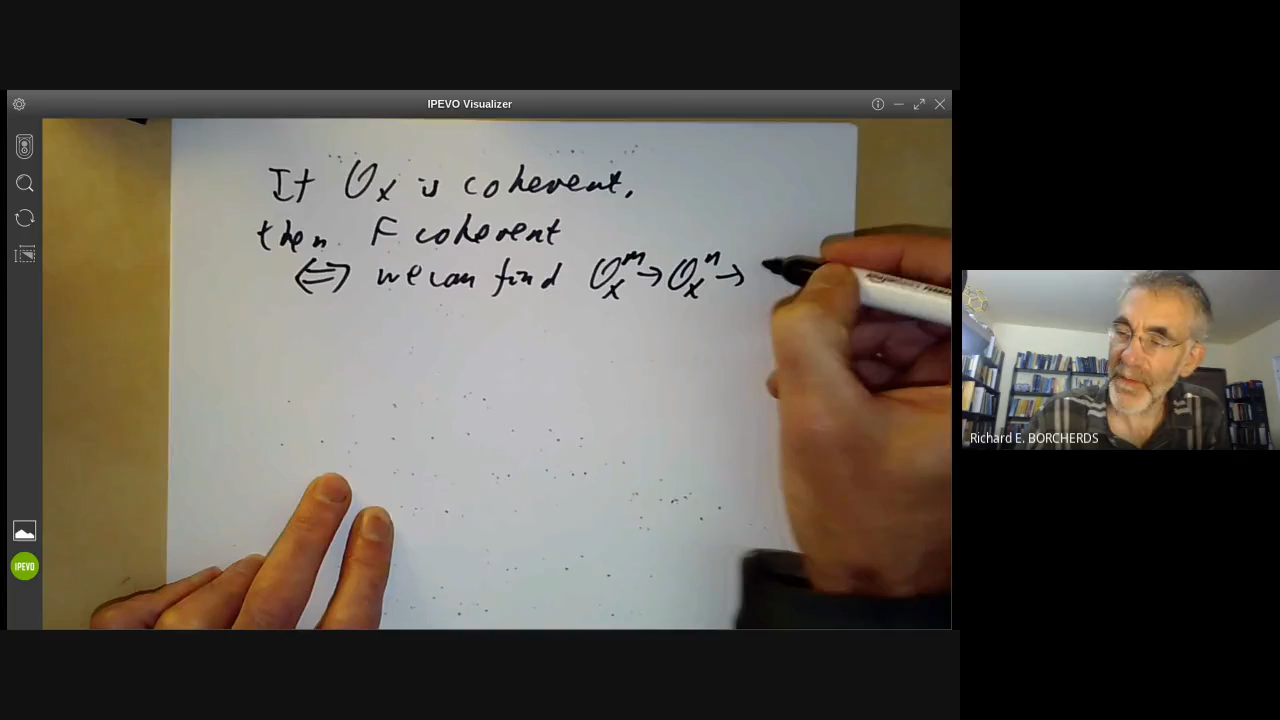 IPEVO Visualizer
If O_X is coherent,
then F coherent
⇔ we can find O_X^m → O_X^n →
IPEVO
Richard E. BORCHERDS